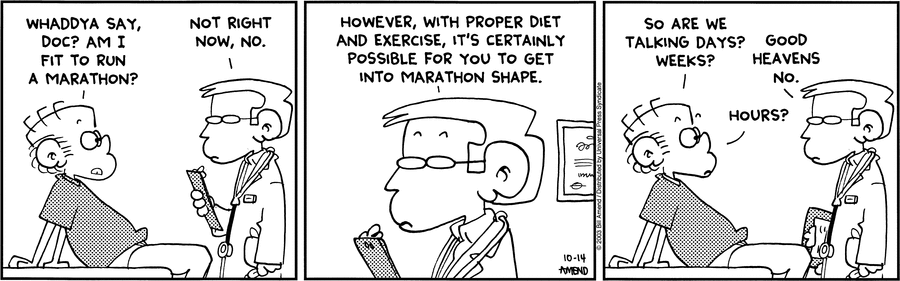 WHADDYA SAY,
DOC? AM I
FIT TO RUN
A MARATHON?
NOT RIGHT
NOW, NO.
HOWEVER, WITH PROPER DIET
AND EXERCISE, IT'S CERTAINLY
POSSIBLE FOR YOU TO GET
INTO MARATHON SHAPE.
10-14
AMEND
© 2003 Bill Amend / Distributed by Universal Press Syndicate
SO ARE WE
TALKING DAYS?
WEEKS?
GOOD
HEAVENS
NO.
HOURS?